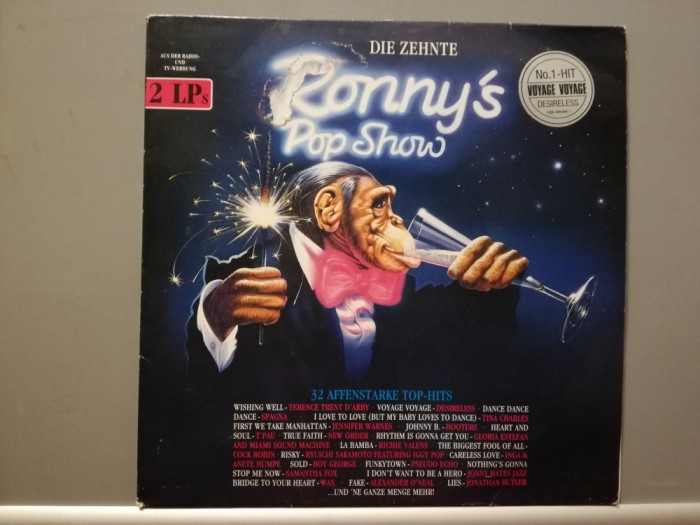 DIE ZEHNTE
AUS DER RADIO-
UND
TV-WERBUNG
2 LPs
Ronny's
Pop Show
No.1-HIT
VOYAGE VOYAGE
DESIRELESS
32 AFFENSTARKE TOP-HITS
WISHING WELL - TERENCE TRENT D'ARBY · VOYAGE VOYAGE - DESIRELESS · DANCE DANCE
DANCE - SPAGNA · I LOVE TO LOVE (BUT MY BABY LOVES TO DANCE) - TINA CHARLES
FIRST WE TAKE MANHATTAN - JENNIFER WARNES · JOHNNY B. - HOOTERS · HEART AND
SOUL - T'PAU · TRUE FAITH - NEW ORDER · RHYTHM IS GONNA GET YOU - GLORIA ESTEFAN
AND MIAMI SOUND MACHINE · LA BAMBA - RICHIE VALENS · THE BIGGEST FOOL OF ALL -
COCK ROBIN · RISKY - RYUICHI SAKAMOTO FEATURING IGGY POP · CARELESS LOVE - INGA &
ANETE HUMPE · SOLD - BOY GEORGE · FUNKYTOWN - PSEUDO ECHO · NOTHING'S GONNA
STOP ME NOW - SAMANTHA FOX · I DON'T WANT TO BE A HERO - JONNY HATES JAZZ
BRIDGE TO YOUR HEART - WAX · FAKE - ALEXANDER O'NEAL · LIES - JONATHAN BUTLER
...UND 'NE GANZE MENGE MEHR!